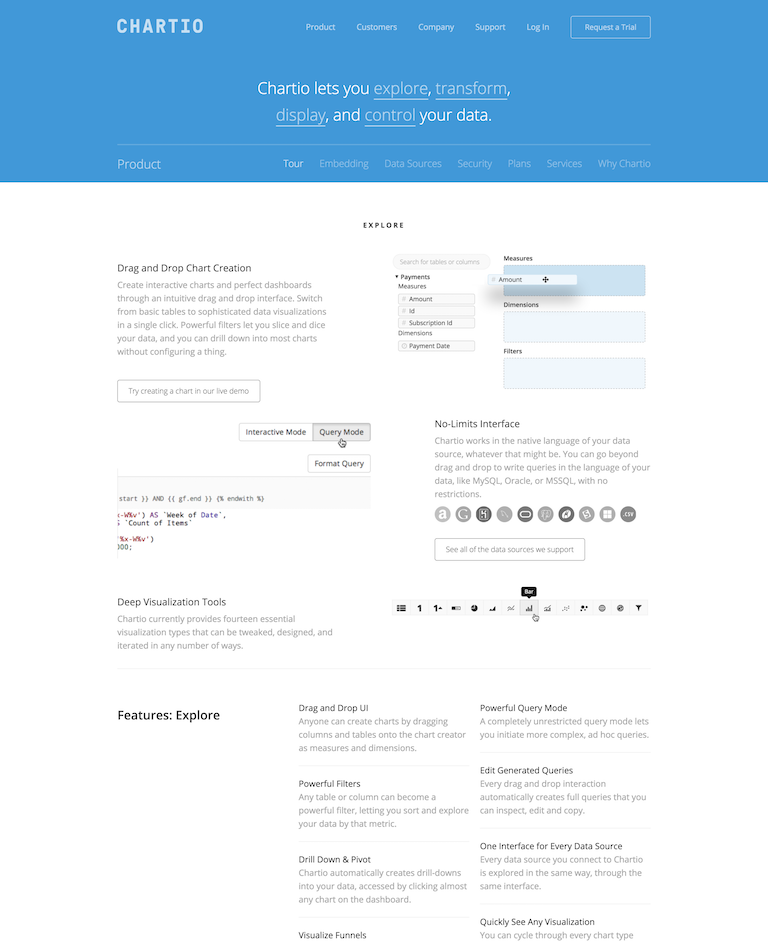 CHARTIO
Product
Customers
Company
Support
Log In
Request a Trial
Chartio lets you explore, transform,
display, and control your data.
Product
Tour
Embedding
Data Sources
Security
Plans
Services
Why Chartio
EXPLORE
Drag and Drop Chart Creation
Create interactive charts and perfect dashboards
through an intuitive drag and drop interface. Switch
from basic tables to sophisticated data visualizations
in a single click. Powerful filters let you slice and dice
your data, and you can drill down into most charts
without configuring a thing.
Try creating a chart in our live demo
Search for tables or columns
Payments
Measures
# Amount
# Id
# Subscription Id
Dimensions
Payment Date
Measures
# Amount
Dimensions
Filters
Interactive Mode
Query Mode
Format Query
start }} AND {{ gf.end }} {% endwith %}
%x-W%v') AS `Week of Date`,
`Count of Items`
'%x-W%v')
000;
No-Limits Interface
Chartio works in the native language of your data
source, whatever that might be. You can go beyond
drag and drop to write queries in the language of your
data, like MySQL, Oracle, or MSSQL, with no
restrictions.
.CSV
See all of the data sources we support
Deep Visualization Tools
Chartio currently provides fourteen essential
visualization types that can be tweaked, designed, and
iterated in any number of ways.
Bar
1
1
Features: Explore
Drag and Drop UI
Anyone can create charts by dragging
columns and tables onto the chart creator
as measures and dimensions.
Powerful Filters
Any table or column can become a
powerful filter, letting you sort and explore
your data by that metric.
Drill Down & Pivot
Chartio automatically creates drill-downs
into your data, accessed by clicking almost
any chart on the dashboard.
Visualize Funnels
Powerful Query Mode
A completely unrestricted query mode lets
you initiate more complex, ad hoc queries.
Edit Generated Queries
Every drag and drop interaction
automatically creates full queries that you
can inspect, edit and copy.
One Interface for Every Data Source
Every data source you connect to Chartio
is explored in the same way, through the
same interface.
Quickly See Any Visualization
You can cycle through every chart type